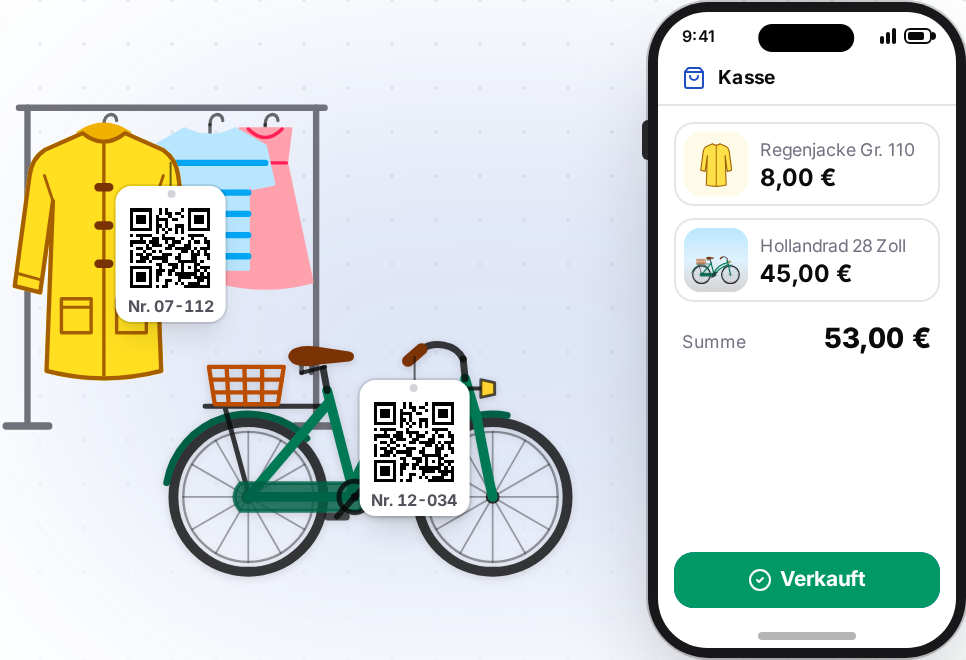 9:41
Kasse
Regenjacke Gr. 110
8,00 €
Hollandrad 28 Zoll
45,00 €
Summe 53,00 €
Verkauft
Nr. 07-112
Nr. 12-034